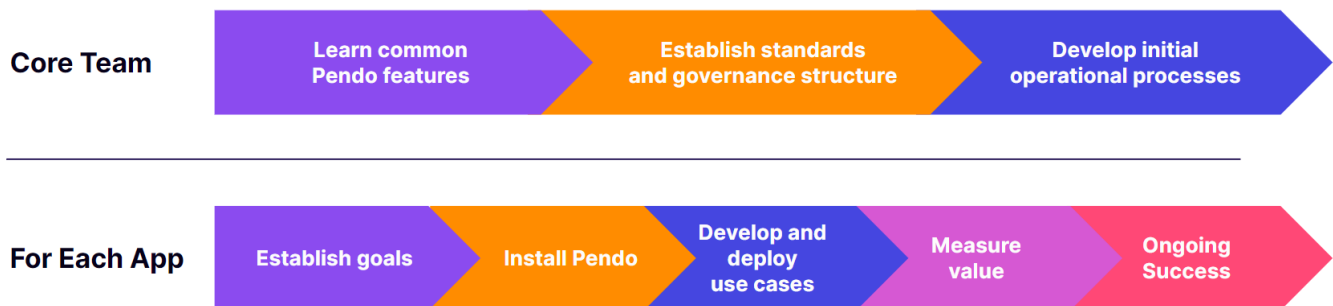 Core Team
Learn common
Pendo features
Establish standards
and governance structure
Develop initial
operational processes
For Each App
Establish goals
Install Pendo
Develop and
deploy
use cases
Measure
value
Ongoing
Success